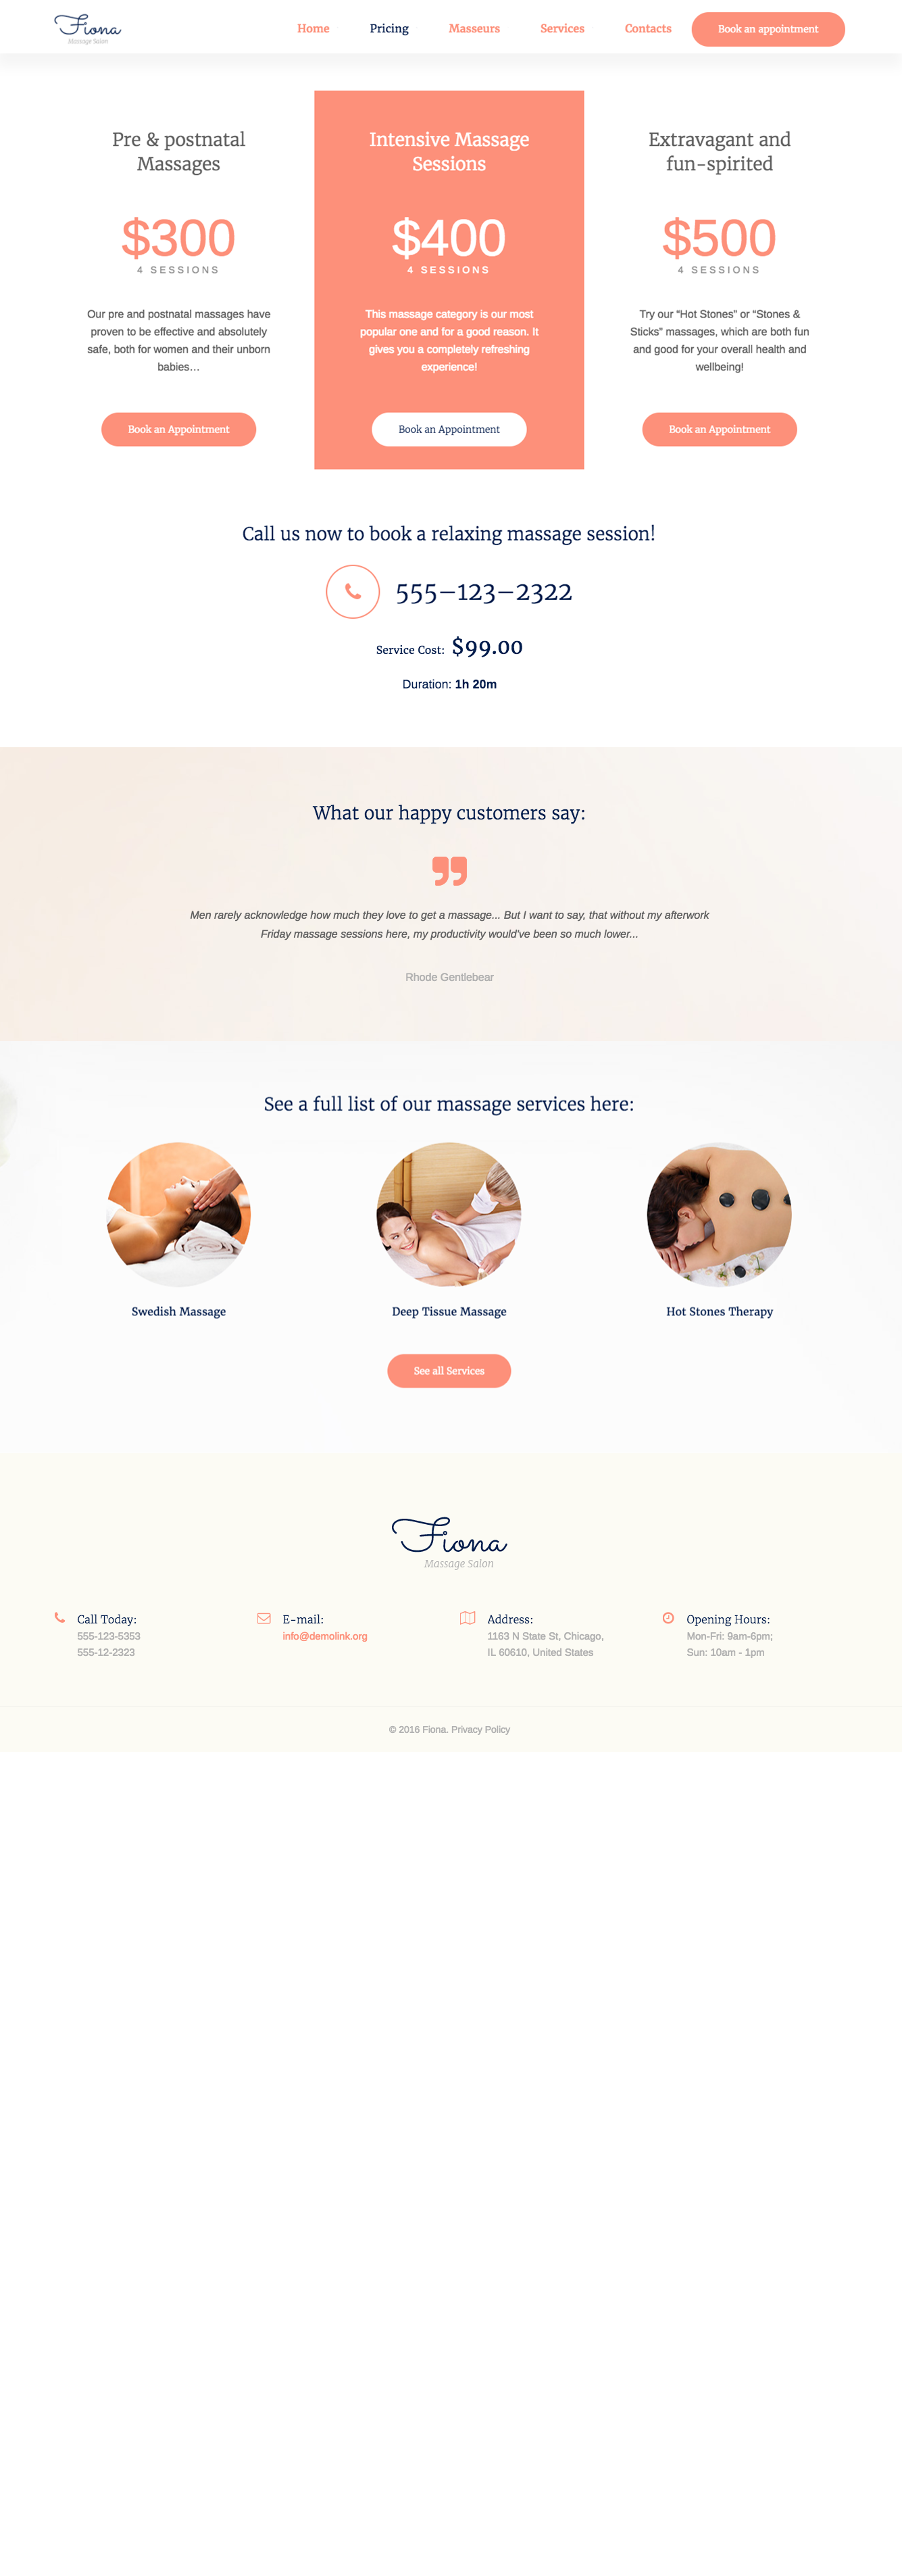 Fiona
Massage Salon
Home
Pricing
Masseurs
Services
Contacts
Book an appointment
Pre & postnatal
Massages
$300
4 SESSIONS
Our pre and postnatal massages have
proven to be effective and absolutely
safe, both for women and their unborn
babies…
Book an Appointment
Intensive Massage
Sessions
$400
4 SESSIONS
This massage category is our most
popular one and for a good reason. It
gives you a completely refreshing
experience!
Book an Appointment
Extravagant and
fun-spirited
$500
4 SESSIONS
Try our “Hot Stones” or “Stones &
Sticks” massages, which are both fun
and good for your overall health and
wellbeing!
Book an Appointment
Call us now to book a relaxing massage session!
555–123–2322
Service Cost: $99.00
Duration: 1h 20m
What our happy customers say:
Men rarely acknowledge how much they love to get a massage... But I want to say, that without my afterwork
Friday massage sessions here, my productivity would've been so much lower...
Rhode Gentlebear
See a full list of our massage services here:
Swedish Massage
Deep Tissue Massage
Hot Stones Therapy
See all Services
Fiona
Massage Salon
Call Today:
555-123-5353
555-12-2323
E-mail:
info@demolink.org
Address:
1163 N State St, Chicago,
IL 60610, United States
Opening Hours:
Mon-Fri: 9am-6pm;
Sun: 10am - 1pm
© 2016 Fiona. Privacy Policy